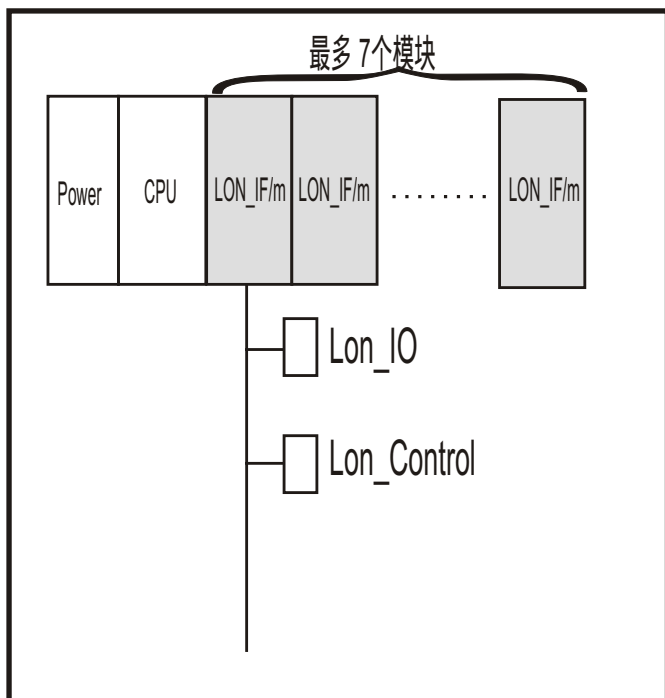 最多 7个模块
Power CPU LON_IF/m LON_IF/m ........ LON_IF/m
Lon_IO
Lon_Control